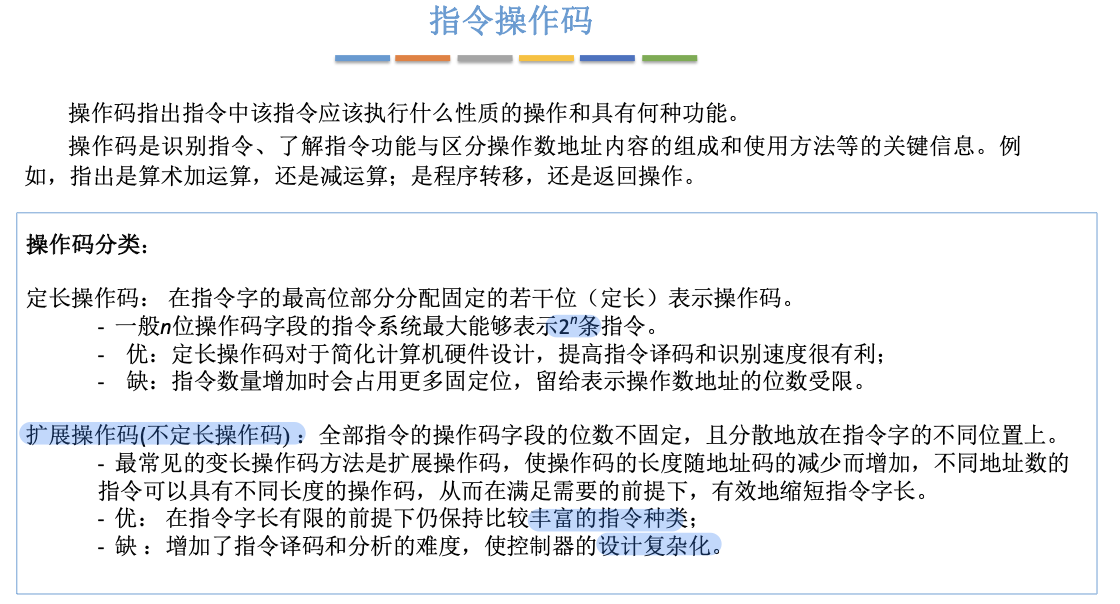 指令操作码
操作码指出指令中该指令应该执行什么性质的操作和具有何种功能。
操作码是识别指令、了解指令功能与区分操作数地址内容的组成和使用方法等的关键信息。例
如，指出是算术加运算，还是减运算；是程序转移，还是返回操作。
操作码分类：
定长操作码： 在指令字的最高位部分分配固定的若干位（定长）表示操作码。
- 一般n位操作码字段的指令系统最大能够表示2ⁿ条指令。
- 优：定长操作码对于简化计算机硬件设计，提高指令译码和识别速度很有利；
- 缺：指令数量增加时会占用更多固定位，留给表示操作数地址的位数受限。
扩展操作码(不定长操作码)：全部指令的操作码字段的位数不固定，且分散地放在指令字的不同位置上。
- 最常见的变长操作码方法是扩展操作码，使操作码的长度随地址码的减少而增加，不同地址数的
指令可以具有不同长度的操作码，从而在满足需要的前提下，有效地缩短指令字长。
- 优： 在指令字长有限的前提下仍保持比较丰富的指令种类；
- 缺：增加了指令译码和分析的难度，使控制器的设计复杂化。